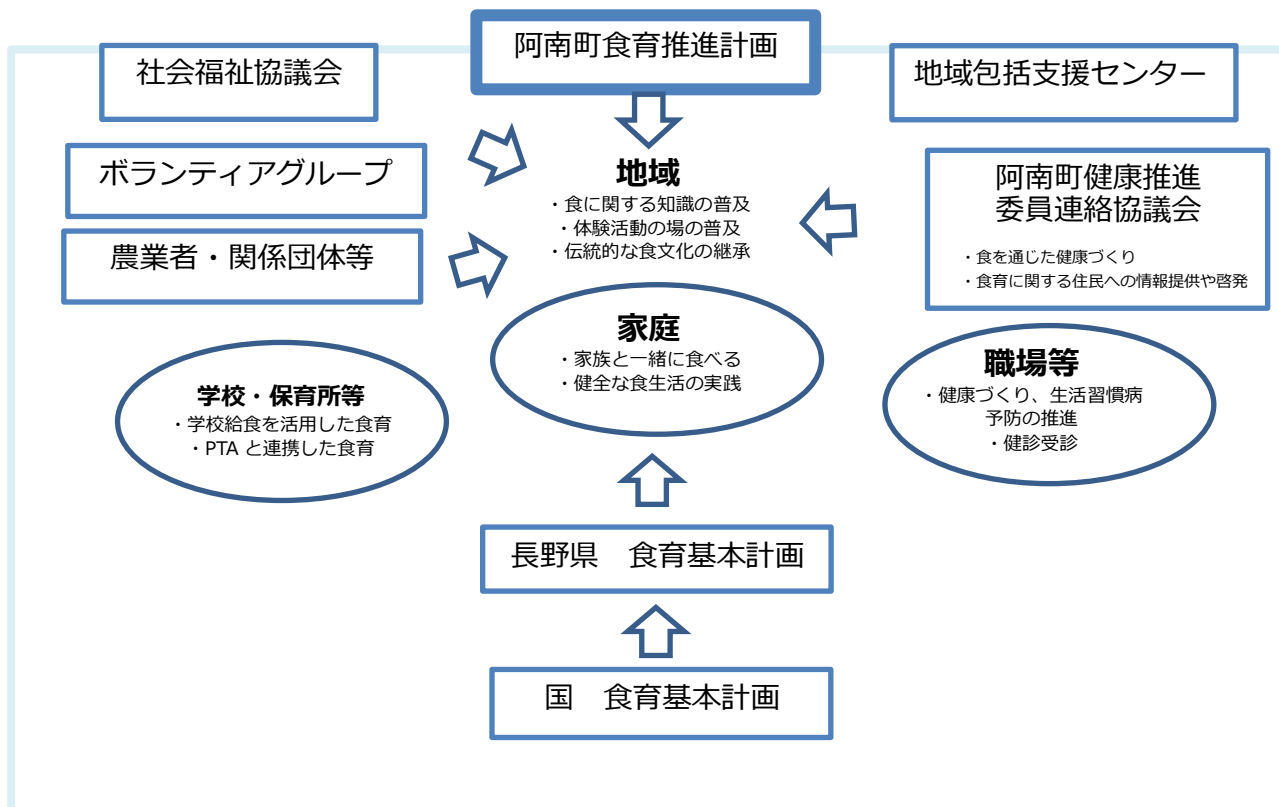 阿南町食育推進計画
社会福祉協議会
地域包括支援センター
ボランティアグループ
農業者・関係団体等
地域
・食に関する知識の普及
・体験活動の場の普及
・伝統的な食文化の継承
阿南町健康推進
委員連絡協議会
・食を通じた健康づくり
・食育に関する住民への情報提供や啓発
家庭
・家族と一緒に食べる
・健全な食生活の実践
学校・保育所等
・学校給食を活用した食育
・PTA と連携した食育
職場等
・健康づくり、生活習慣病
予防の推進
・健診受診
長野県　食育基本計画
国　食育基本計画